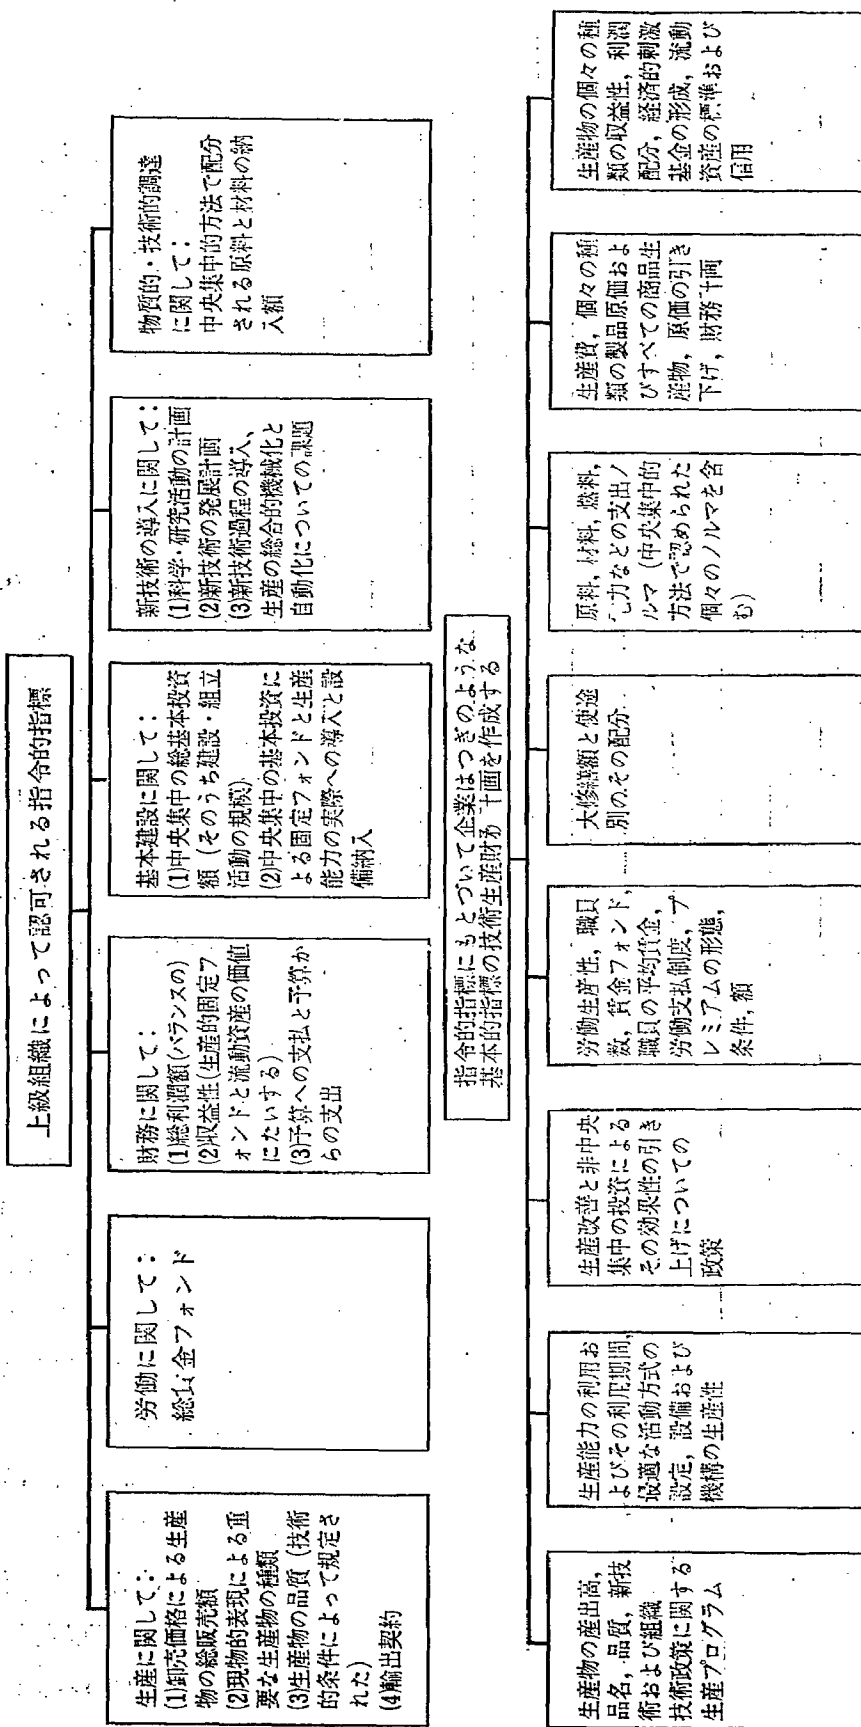 上級組織によって認可される指令的指標
生産に関して：
(1)卸売価格による生産
物の総販売額
(2)現物的表現による重
要な生産物の種類
(3)生産物の品質（技術
的条件によって規定さ
れた）
(4)輸出契約
労働に関して：
総賃金フォンド
財務に関して：
(1)総利潤額(バランスの)
(2)収益性(生産的固定フ
ォンドと流動資産の価値
にたいする)
(3)予算への支払と予算か
らの支出
基本建設に関して：
(1)中央集中の総基本投資
額（そのうち建設・組立
活動の規模)
(2)中央集中の基本投資に
よる固定フォンドと生産
能力の実際への導入と設
備納入
新技術の導入に関して：
(1)科学・研究活動の計画
(2)新技術の発展計画
(3)新技術過程の導入、
生産の総合的機械化と
自動化についての課題
物質的・技術的調達
に関して：
中央集中的方法で配分
される原料と材料の納
入額
指令的指標にもとづいて企業はつぎのような
基本的指標の技術生産財務計画を作成する
生産物の産出高，
品名，品質，新技
術および組織
技術政策に関する
生産プログラム
生産能力の利用お
よびその利用期間，
最適な活動方式の
設定，設備および
機構の生産性
生産改善と非中央
集中の投資による
その効果性の引き
上げについての
政策
労働生産性，職員
数，賃金フォンド，
職員の平均賃金，
労働支払制度，プ
レミアムの形態，
条件，額
大修繕額と使途
別のその配分
原料，材料，燃料，
力などの支出ノ
ルマ（中央集中的
方法で認められた
個々のノルマを含
む）
生産費，個々の種
類の製品原価およ
びすべての商品生
産物，原価の引き
下げ，財務計画
生産物の個々の種
類の収益性，利潤
配分，経済的刺激
基金の形成，流動
資産の標準および
信用